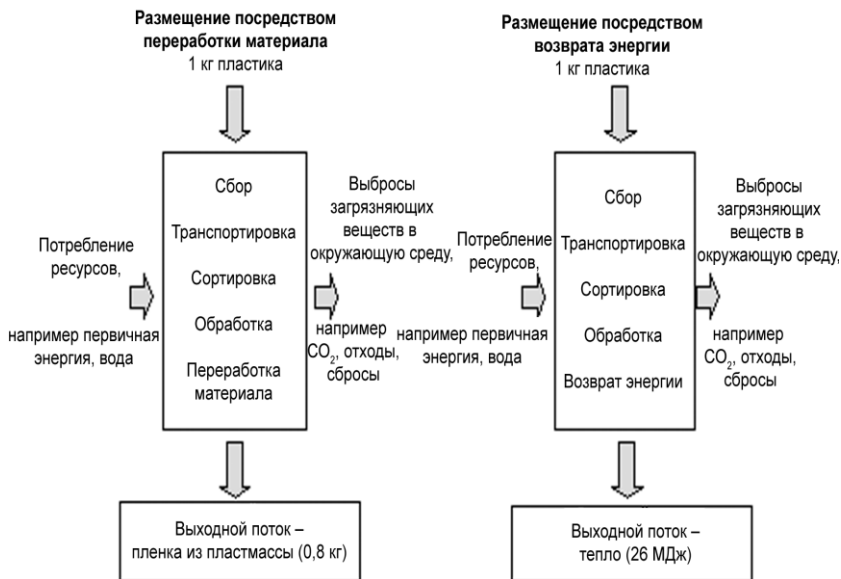 Размещение посредством
переработки материала
1 кг пластика
Сбор
Транспортировка
Сортировка
Обработка
Переработка
материала
Потребление
ресурсов,
например первичная
энергия, вода
Выбросы
загрязняющих
веществ в
окружающую среду,
например
CO₂, отходы,
сбросы
Выходной поток –
пленка из пластмассы (0,8 кг)
Размещение посредством
возврата энергии
1 кг пластика
Сбор
Транспортировка
Сортировка
Обработка
Возврат энергии
Потребление
ресурсов,
например первичная
энергия, вода
Выбросы
загрязняющих
веществ в
окружающую среду,
например
CO₂, отходы,
сбросы
Выходной поток –
тепло (26 МДж)